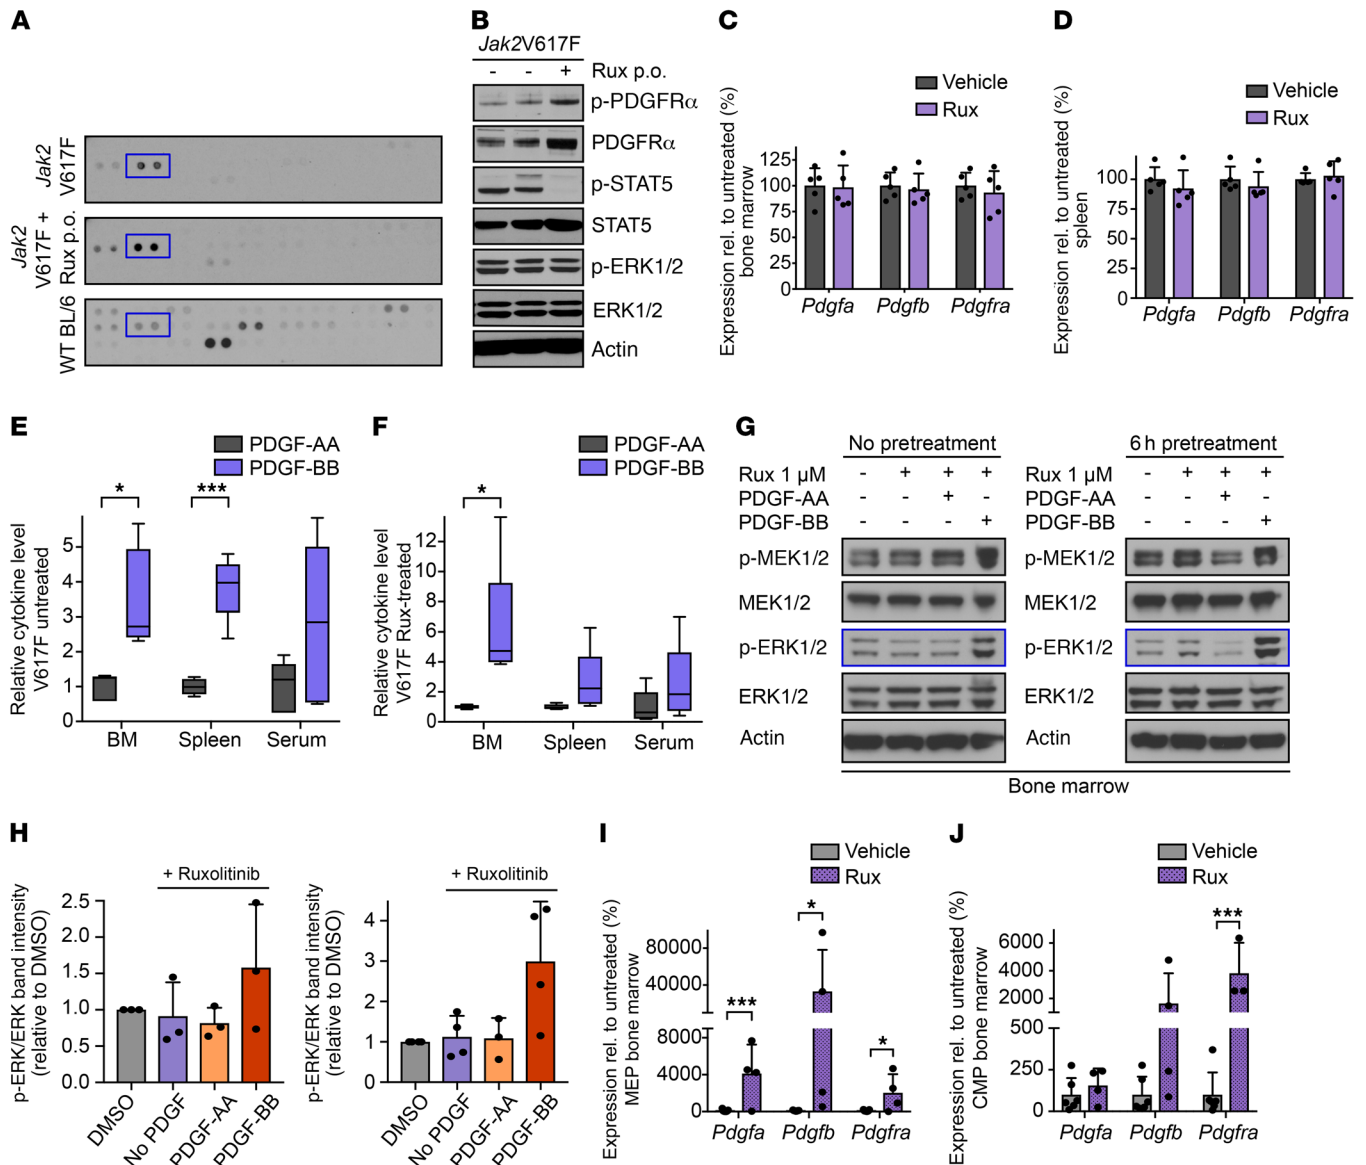 A
Jak2
V617F
Jak2
V617F +
Rux p.o.
WT BL/6
B
Jak2V617F
- - + Rux p.o.
p-PDGFRα
PDGFRα
p-STAT5
STAT5
p-ERK1/2
ERK1/2
Actin
C
Vehicle
Rux
Expression rel. to untreated (%)
bone marrow
125
100
75
50
25
0
Pdgfa Pdgfb Pdgfra
D
Vehicle
Rux
Expression rel. to untreated (%)
spleen
100
75
50
25
0
Pdgfa Pdgfb Pdgfra
E
PDGF-AA
PDGF-BB
* ***
Relative cytokine level
V617F untreated
5
4
3
2
1
0
BM Spleen Serum
F
PDGF-AA
PDGF-BB
*
Relative cytokine level
V617F Rux-treated
12
10
8
6
4
2
0
BM Spleen Serum
G
No pretreatment
Rux 1 µM - + + +
PDGF-AA - - + -
PDGF-BB - - - +
p-MEK1/2
MEK1/2
p-ERK1/2
ERK1/2
Actin
6 h pretreatment
Rux 1 µM - + + +
PDGF-AA - - + -
PDGF-BB - - - +
p-MEK1/2
MEK1/2
p-ERK1/2
ERK1/2
Actin
Bone marrow
H
+ Ruxolitinib
p-ERK/ERK band intensity
(relative to DMSO)
2.5
2.0
1.5
1.0
0.5
0.0
DMSO
No PDGF
PDGF-AA
PDGF-BB
+ Ruxolitinib
p-ERK/ERK band intensity
(relative to DMSO)
4
3
2
1
0
DMSO
No PDGF
PDGF-AA
PDGF-BB
I
Vehicle
Rux
Expression rel. to untreated (%)
MEP bone marrow
80000
40000
8000
4000
0
*** * *
Pdgfa Pdgfb Pdgfra
J
Vehicle
Rux
Expression rel. to untreated (%)
CMP bone marrow
6000
4000
2000
500
250
0
***
Pdgfa Pdgfb Pdgfra